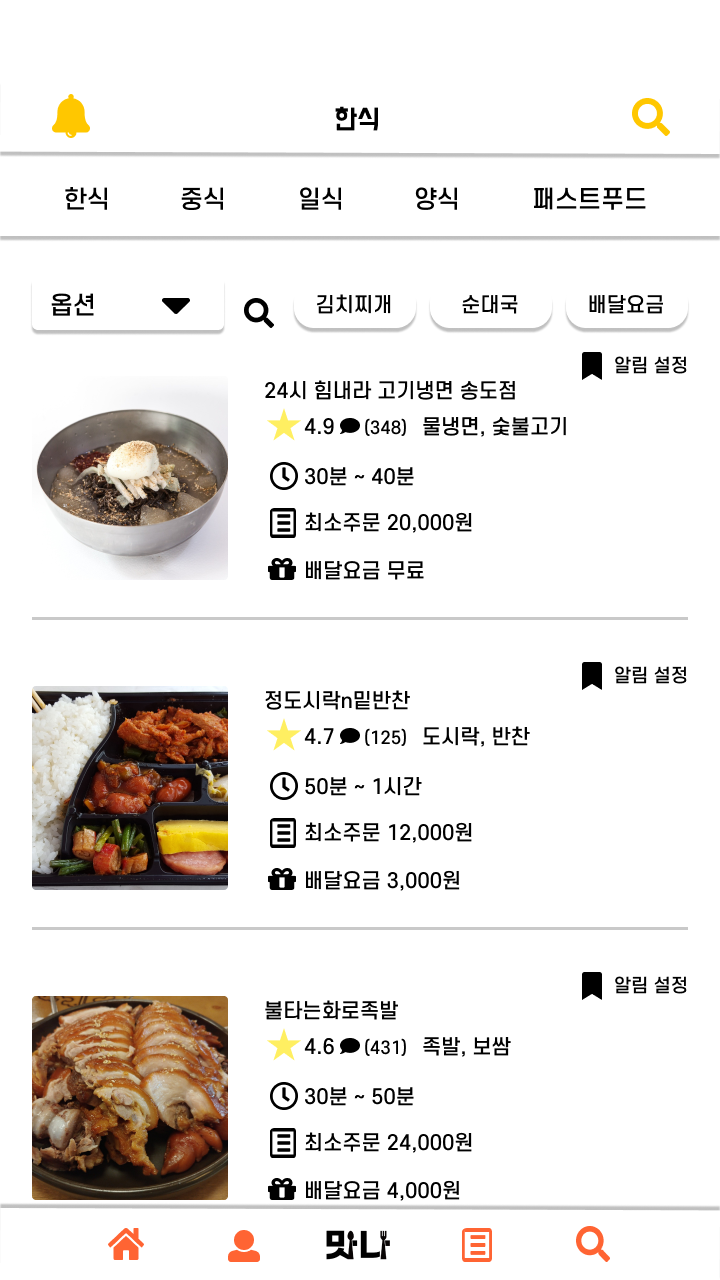 한식
한식 중식 일식 양식 패스트푸드
옵션 김치찌개 순대국 배달요금
알림 설정
24시 힘내라 고기냉면 송도점
4.9 (348) 물냉면, 숯불고기
30분 ~ 40분
최소주문 20,000원
배달요금 무료
알림 설정
정도시락n밑반찬
4.7 (125) 도시락, 반찬
50분 ~ 1시간
최소주문 12,000원
배달요금 3,000원
알림 설정
불타는화로족발
4.6 (431) 족발, 보쌈
30분 ~ 50분
최소주문 24,000원
배달요금 4,000원
맛나